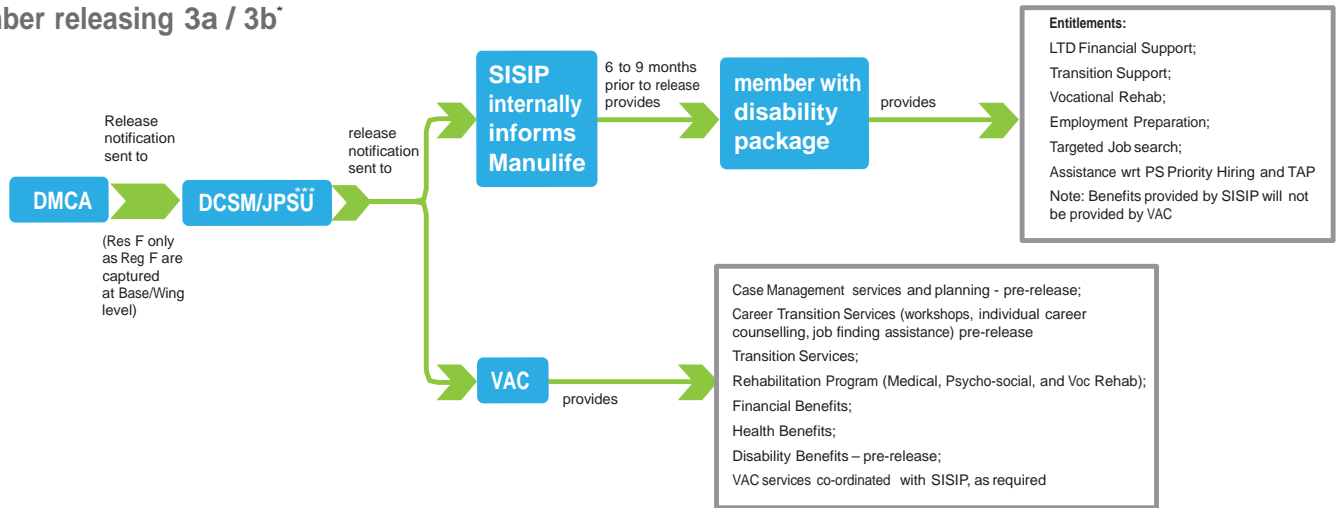 ber releasing 3a / 3b*
Release
notification
sent to
DMCA
(Res F only
as Reg F are
captured
at Base/Wing
level)
DCSM/JPSU***
release
notification
sent to
SISIP
internally
informs
Manulife
6 to 9 months
prior to release
provides
member with
disability
package
provides
Entitlements:
LTD Financial Support;
Transition Support;
Vocational Rehab;
Employment Preparation;
Targeted Job search;
Assistance wrt PS Priority Hiring and TAP
Note: Benefits provided by SISIP will not
be provided by VAC
VAC
provides
Case Management services and planning - pre-release;
Career Transition Services (workshops, individual career
counselling, job finding assistance) pre-release
Transition Services;
Rehabilitation Program (Medical, Psycho-social, and Voc Rehab);
Financial Benefits;
Health Benefits;
Disability Benefits – pre-release;
VAC services co-ordinated with SISIP, as required